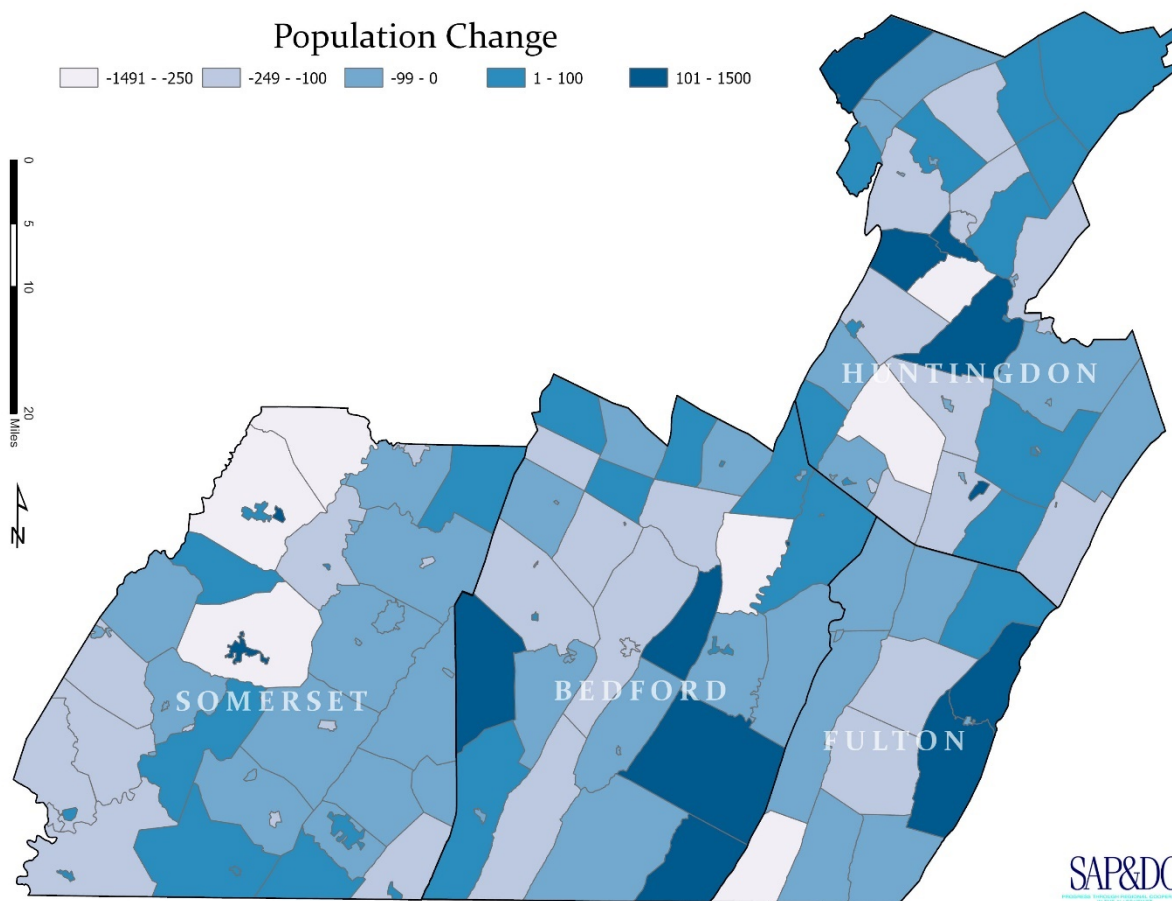 Population Change
-1491 - -250
-249 - -100
-99 - 0
1 - 100
101 - 1500
0
5
10
20
Miles
N
HUNTINGDON
SOMERSET
BEDFORD
FULTON
SAP&DC